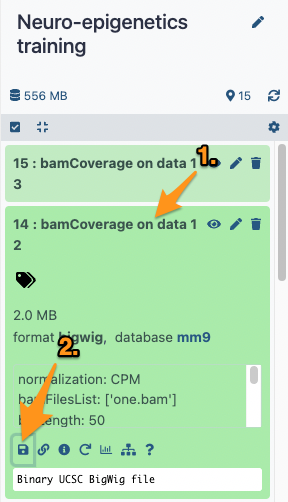 Neuro-epigenetics
training
556 MB 15
15 : bamCoverage on data 1
3
1.
14 : bamCoverage on data 1
2
2.0 MB
format bigwig, database mm9
2.
normalization: CPM
bamFilesList: ['one.bam']
50
?
Binary UCSC BigWig file